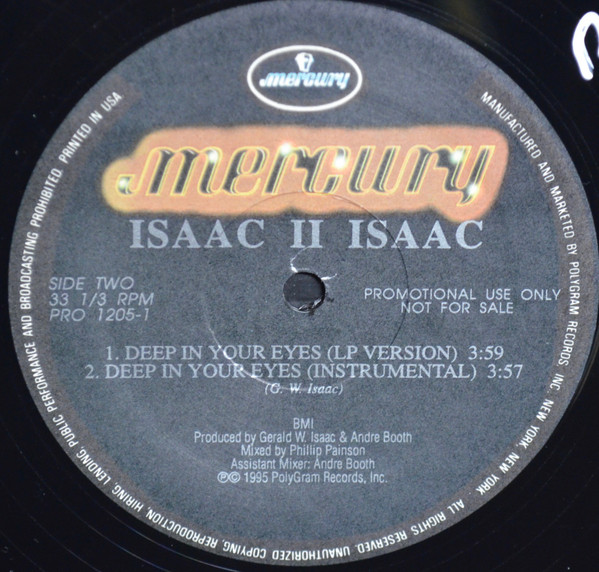 mercury
mercury
ISAAC II ISAAC
SIDE TWO
33 1/3 RPM
PRO 1205-1
PROMOTIONAL USE ONLY
NOT FOR SALE
1. DEEP IN YOUR EYES (LP VERSION) 3:59
2. DEEP IN YOUR EYES (INSTRUMENTAL) 3:57
(G. W. Isaac)
BMI
Produced by Gerald W. Isaac & Andre Booth
Mixed by Phillip Painson
Assistant Mixer: Andre Booth
℗© 1995 PolyGram Records, Inc.
MANUFACTURED AND MARKETED BY POLYGRAM RECORDS, INC. NEW YORK, NEW YORK. ALL RIGHTS RESERVED. UNAUTHORIZED COPYING, REPRODUCTION, HIRING, LENDING, PUBLIC PERFORMANCE AND BROADCASTING PROHIBITED. PRINTED IN USA